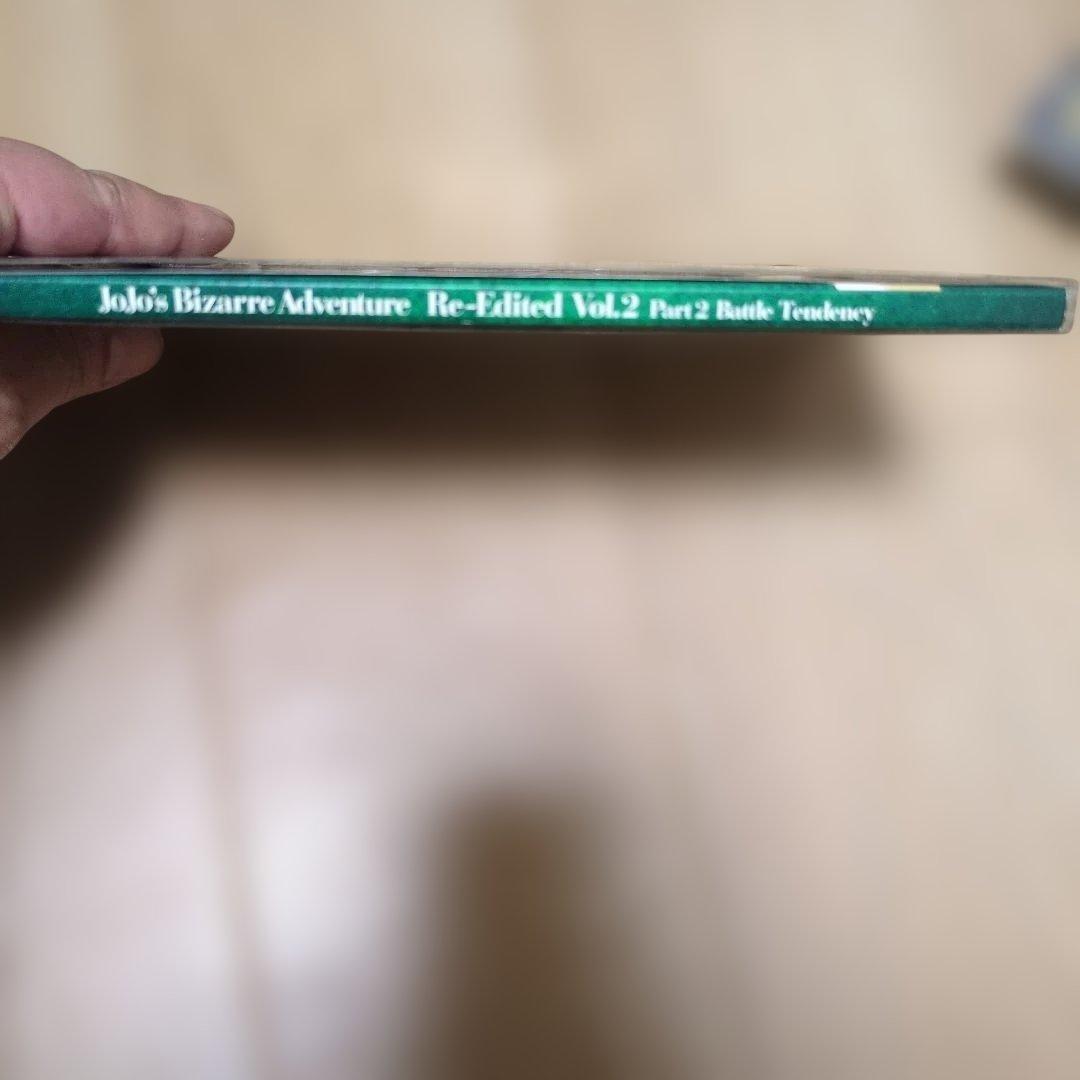 JoJo's Bizarre Adventure Re-Edited Vol.2 Part 2 Battle Tendency